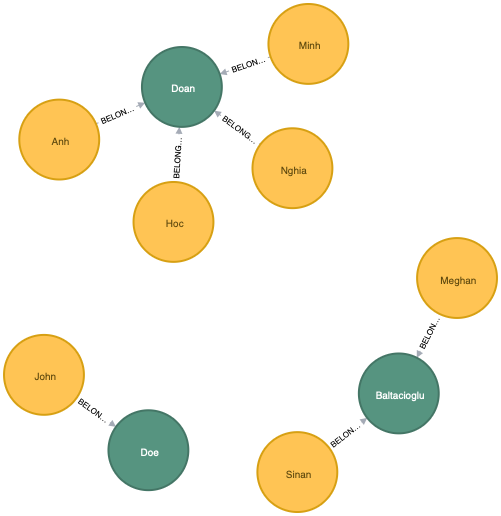 Minh
BELON...
Doan
BELON...
Anh
BELONG...
Nghia
BELONG...
Hoc
Meghan
BELON...
John
BELON...
Baltacioglu
Doe
BELON...
Sinan